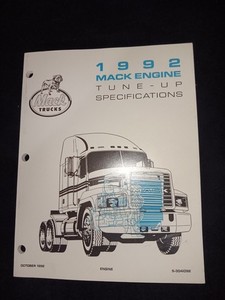 1992
MACK ENGINE
TUNE-UP
SPECIFICATIONS
Mack
TRUCKS
OCTOBER 1992
ENGINE